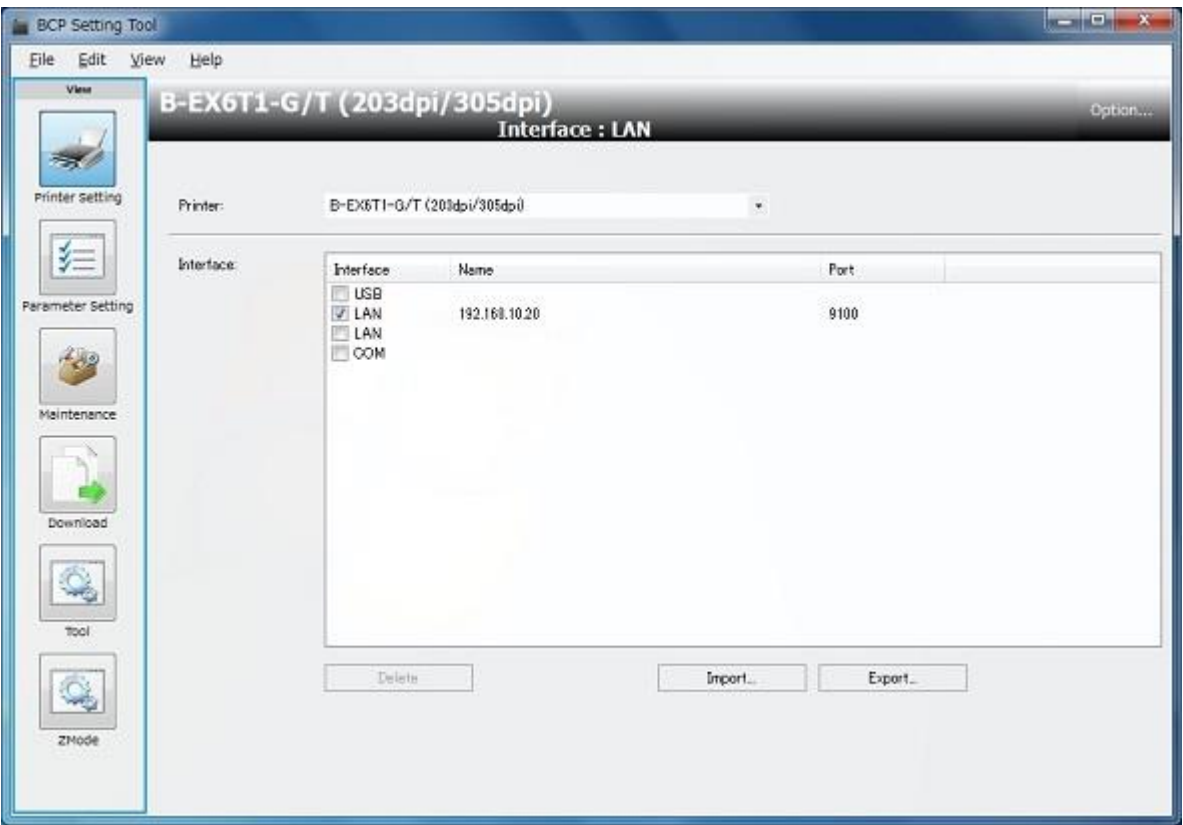 BCP Setting Tool
File Edit View Help
View
B-EX6T1-G/T (203dpi/305dpi)
Interface : LAN
Option...
Printer Setting
Printer: B-EX6T1-G/T (203dpi/305dpi)
Parameter Setting
Interface:
Interface Name Port
USB
LAN 192.168.10.20 9100
LAN
COM
Maintenance
Download
Tool
ZMode
Delete Import... Export...